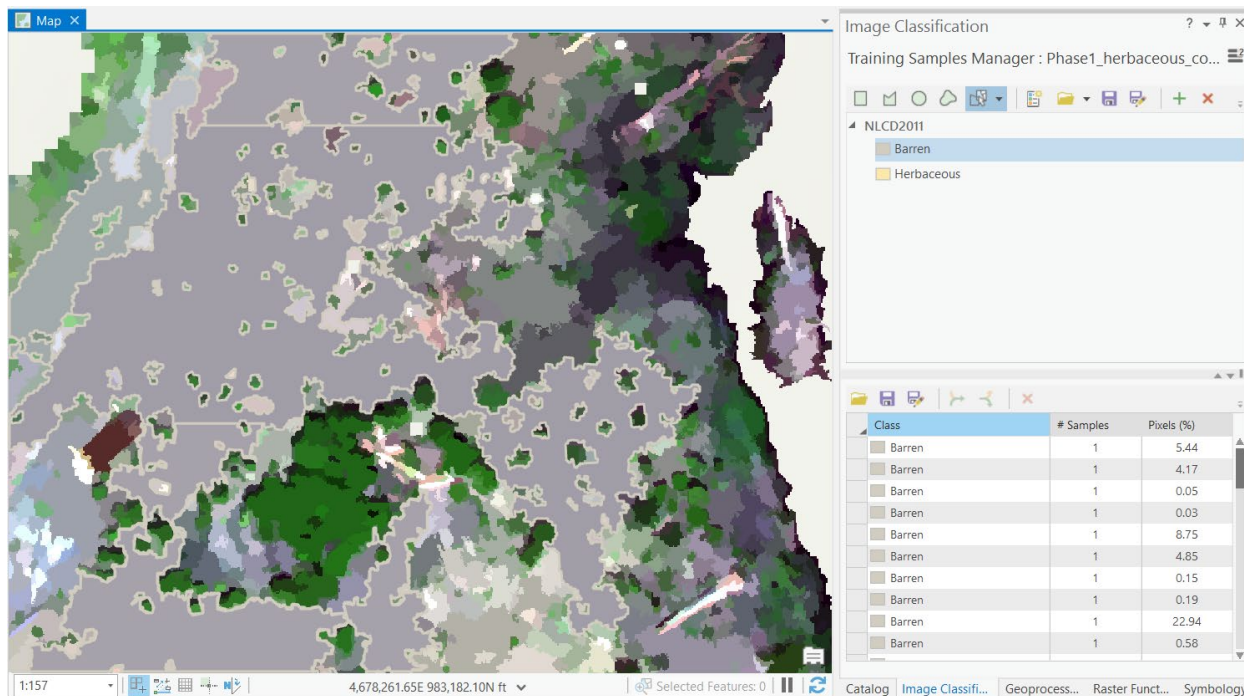 Map
Image Classification
Training Samples Manager : Phase1_herbaceous_co...
NLCD2011
Barren
Herbaceous
Class # Samples Pixels (%)
Barren 1 5.44
Barren 1 4.17
Barren 1 0.05
Barren 1 0.03
Barren 1 8.75
Barren 1 4.85
Barren 1 0.15
Barren 1 0.19
Barren 1 22.94
Barren 1 0.58
1:157
4,678,261.65E 983,182.10N ft
Selected Features: 0
Catalog Image Classifi... Geoprocess... Raster Funct... Symbology